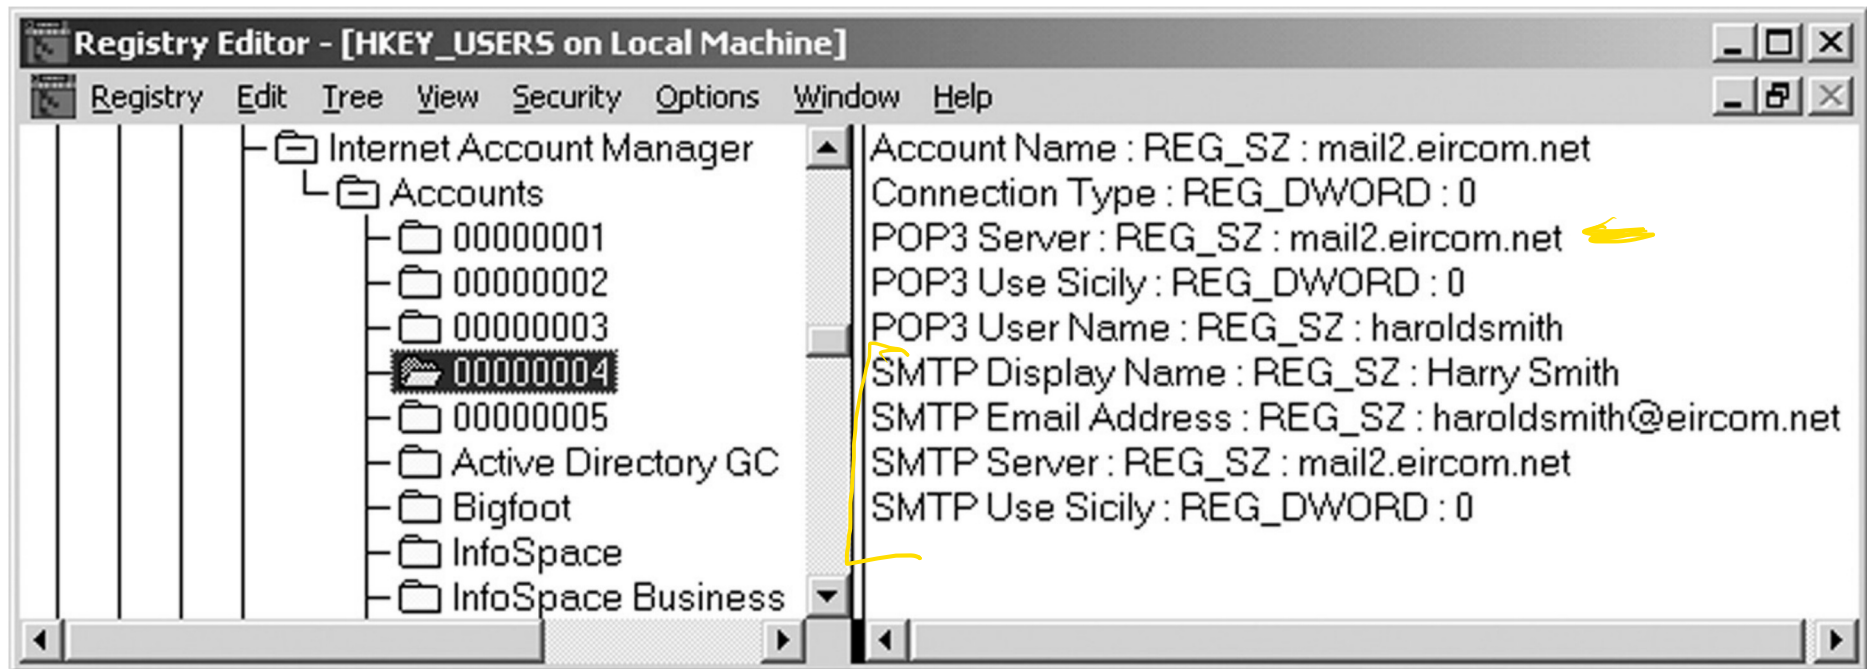 Registry Editor - [HKEY_USERS on Local Machine]
Registry Edit Tree View Security Options Window Help
Internet Account Manager
Accounts
00000001
00000002
00000003
00000004
00000005
Active Directory GC
Bigfoot
InfoSpace
InfoSpace Business
Account Name : REG_SZ : mail2.eircom.net
Connection Type : REG_DWORD : 0
POP3 Server : REG_SZ : mail2.eircom.net
POP3 Use Sicily : REG_DWORD : 0
POP3 User Name : REG_SZ : haroldsmith
SMTP Display Name : REG_SZ : Harry Smith
SMTP Email Address : REG_SZ : haroldsmith@eircom.net
SMTP Server : REG_SZ : mail2.eircom.net
SMTP Use Sicily : REG_DWORD : 0